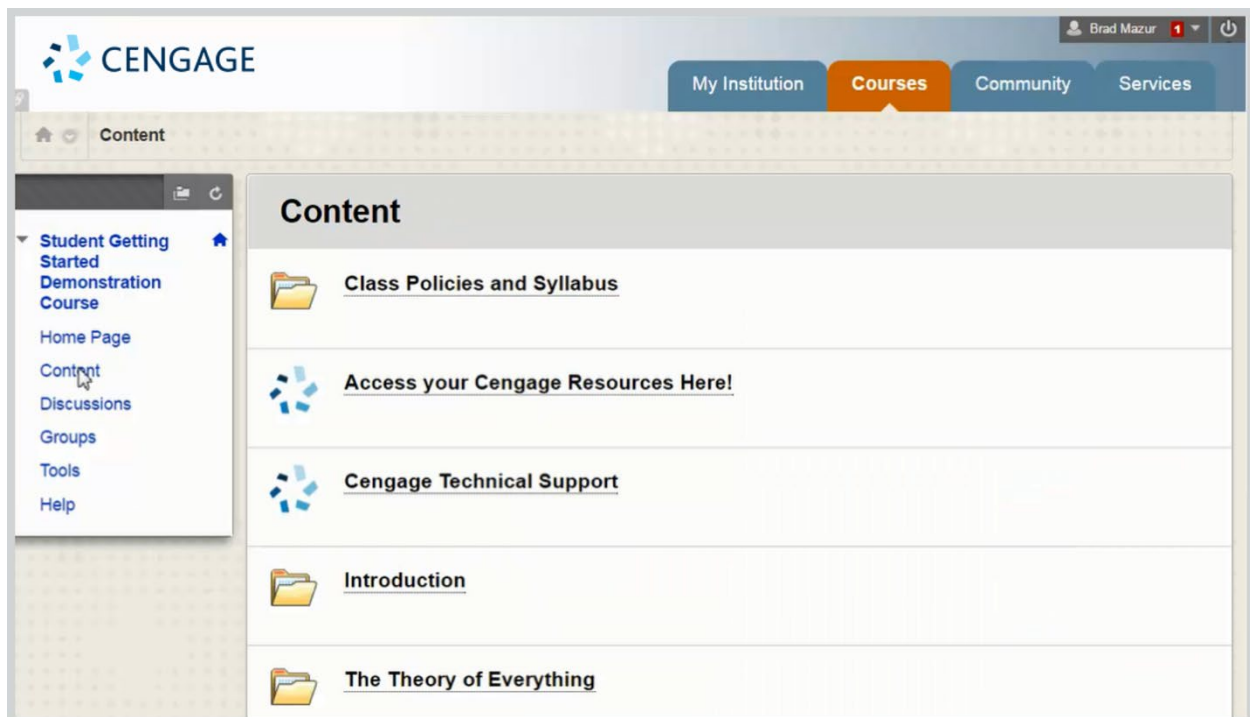 Brad Mazur 1
CENGAGE
My Institution Courses Community Services
Content
Student Getting
Started
Demonstration
Course
Home Page
Content
Discussions
Groups
Tools
Help
Content
Class Policies and Syllabus
Access your Cengage Resources Here!
Cengage Technical Support
Introduction
The Theory of Everything